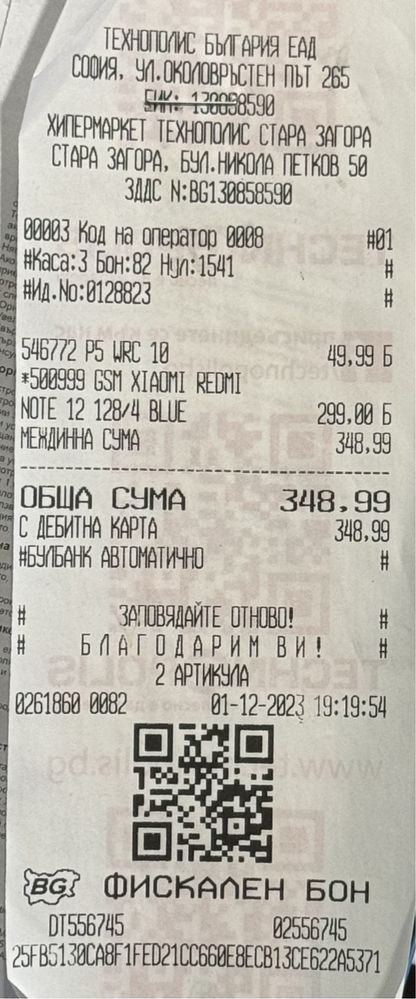 ТЕХНОПОЛИС БЪЛГАРИЯ ЕАД
СОФИЯ, УЛ.ОКОЛОВРЪСТЕН ПЪТ 265
ЕИК: 130858590
ХИПЕРМАРКЕТ ТЕХНОПОЛИС СТАРА ЗАГОРА
СТАРА ЗАГОРА, БУЛ.НИКОЛА ПЕТКОВ 50
ЗДДС N:BG130858590
00003 Код на оператор 0008 #01
#Каса:3 Бон:82 Нул:1541 #
#Ид.No:0128823 #
546772 P5 WRC 10 49,99 Б
*500999 GSM XIAOMI REDMI
NOTE 12 128/4 BLUE 299,00 Б
МЕЖДИННА СУМА 348,99
ОБЩА СУМА 348,99
С ДЕБИТНА КАРТА 348,99
#БУЛБАНК АВТОМАТИЧНО #
# ЗАПОВЯДАЙТЕ ОТНОВО! #
# БЛАГОДАРИМ ВИ! #
2 АРТИКУЛА
0261860 0082 01-12-2023 19:19:54
BG ФИСКАЛЕН БОН
DT556745 02556745
25FB5130CA8F1FED21CC660E8ECB13CE622A5371